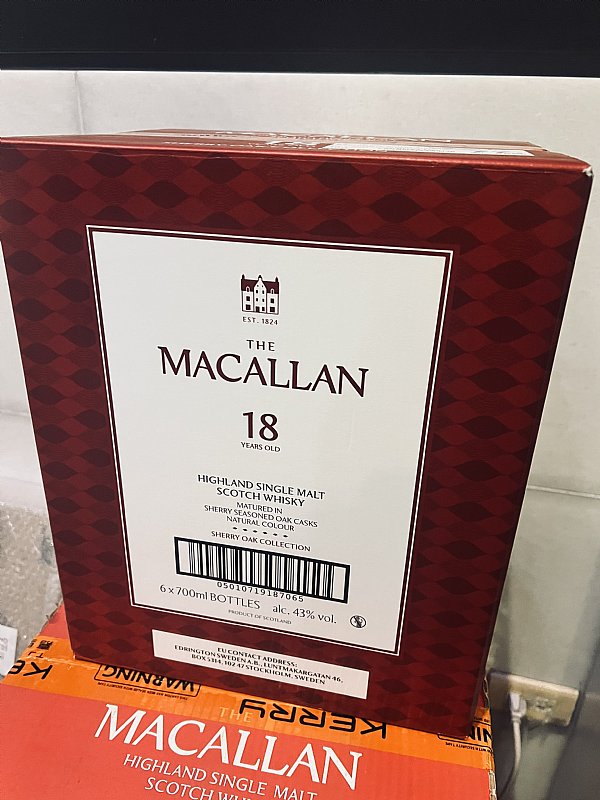 EST. 1824
THE
MACALLAN
18
YEARS OLD
HIGHLAND SINGLE MALT
SCOTCH WHISKY
MATURED IN
SHERRY SEASONED OAK CASKS
NATURAL COLOUR
SHERRY OAK COLLECTION
05010719187065
6 x 700ml BOTTLES alc. 43% vol.
PRODUCT OF SCOTLAND
EU CONTACT ADDRESS:
EDRINGTON SWEDEN A.B., LUNTMAKARGATAN 46,
BOX 5314, 102 47 STOCKHOLM, SWEDEN
WARNING
KERRY
THE
MACALLAN
HIGHLAND SINGLE MALT